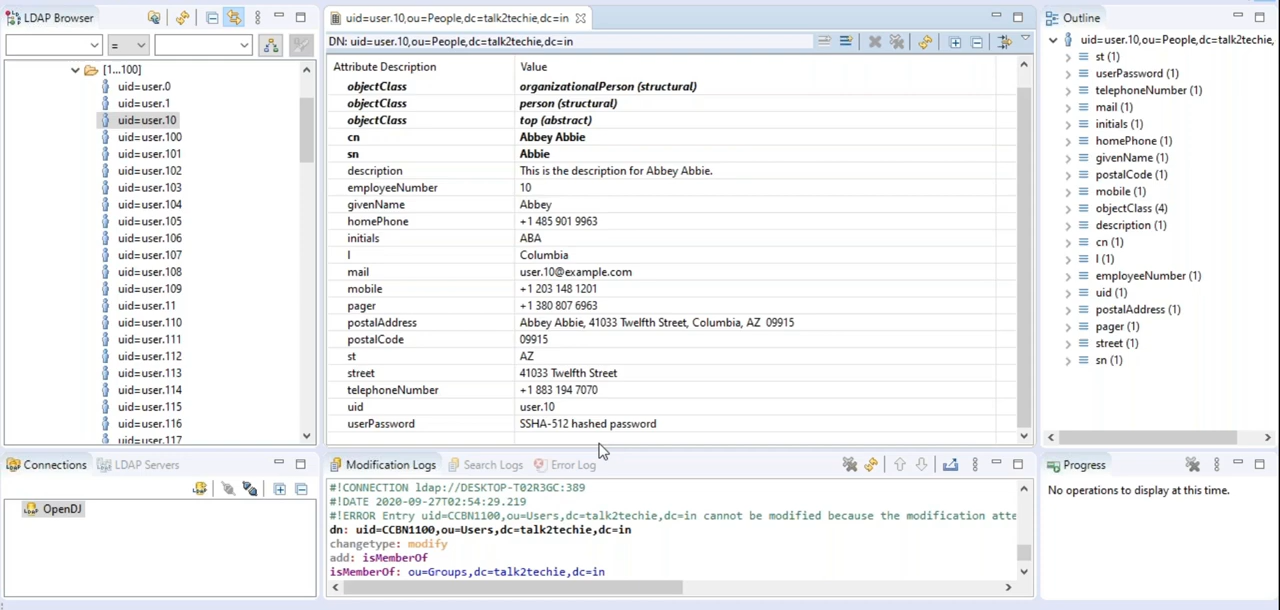 LDAP Browser
=
[1...100]
uid=user.0
uid=user.1
uid=user.10
uid=user.100
uid=user.101
uid=user.102
uid=user.103
uid=user.104
uid=user.105
uid=user.106
uid=user.107
uid=user.108
uid=user.109
uid=user.11
uid=user.110
uid=user.111
uid=user.112
uid=user.113
uid=user.114
uid=user.115
uid=user.116
uid=user.117
uid=user.10,ou=People,dc=talk2techie,dc=in
DN: uid=user.10,ou=People,dc=talk2techie,dc=in
Attribute Description Value
objectClass organizationalPerson (structural)
objectClass person (structural)
objectClass top (abstract)
cn Abbey Abbie
sn Abbie
description This is the description for Abbey Abbie.
employeeNumber 10
givenName Abbey
homePhone +1 485 901 9963
initials ABA
l Columbia
mail user.10@example.com
mobile +1 203 148 1201
pager +1 380 807 6963
postalAddress Abbey Abbie, 41033 Twelfth Street, Columbia, AZ  09915
postalCode 09915
st AZ
street 41033 Twelfth Street
telephoneNumber +1 883 194 7070
uid user.10
userPassword SSHA-512 hashed password
Outline
uid=user.10,ou=People,dc=talk2techie,
st (1)
userPassword (1)
telephoneNumber (1)
mail (1)
initials (1)
homePhone (1)
givenName (1)
postalCode (1)
mobile (1)
objectClass (4)
description (1)
cn (1)
l (1)
employeeNumber (1)
uid (1)
postalAddress (1)
pager (1)
street (1)
sn (1)
Connections LDAP Servers
OpenDJ
Modification Logs Search Logs Error Log
#!CONNECTION ldap://DESKTOP-T02R3GC:389
#!DATE 2020-09-27T02:54:29.219
#!ERROR Entry uid=CCBN1100,ou=Users,dc=talk2techie,dc=in cannot be modified because the modification atte
dn: uid=CCBN1100,ou=Users,dc=talk2techie,dc=in
changetype: modify
add: isMemberOf
isMemberOf: ou=Groups,dc=talk2techie,dc=in
Progress
No operations to display at this time.